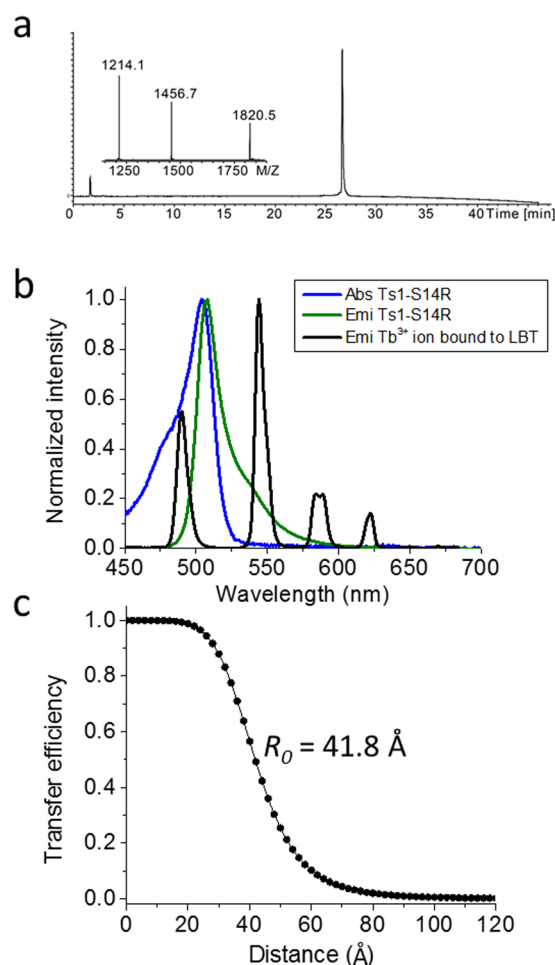 a
1214.1
1456.7
1820.5
1250 1500 1750 M/Z
0
0 5 10 15 20 25 30 35 40 Time [min]
b
Abs Ts1-S14R
Emi Ts1-S14R
Emi Tb³⁺ ion bound to LBT
Normalized intensity
1.0
0.8
0.6
0.4
0.2
0.0
450 500 550 600 650 700
Wavelength (nm)
c
Transfer efficiency
1.0
0.8
0.6
0.4
0.2
0.0
R₀ = 41.8 Å
0 20 40 60 80 100 120
Distance (Å)